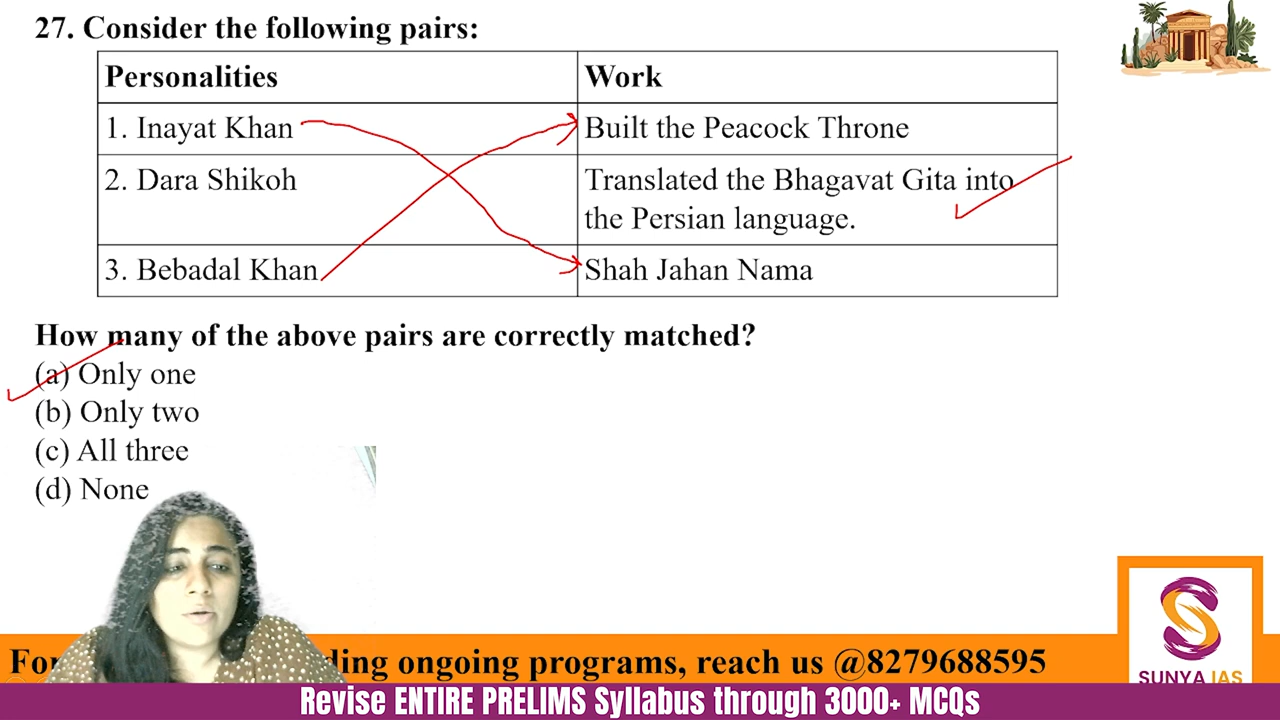 27. Consider the following pairs:
Personalities Work
1. Inayat Khan Built the Peacock Throne
2. Dara Shikoh Translated the Bhagavat Gita into
the Persian language.
3. Bebadal Khan Shah Jahan Nama
How many of the above pairs are correctly matched?
(a) Only one
(b) Only two
(c) All three
(d) None
ongoing programs, reach us @8279688595
SUNYA IAS
Revise ENTIRE PRELIMS Syllabus through 3000+ MCQs